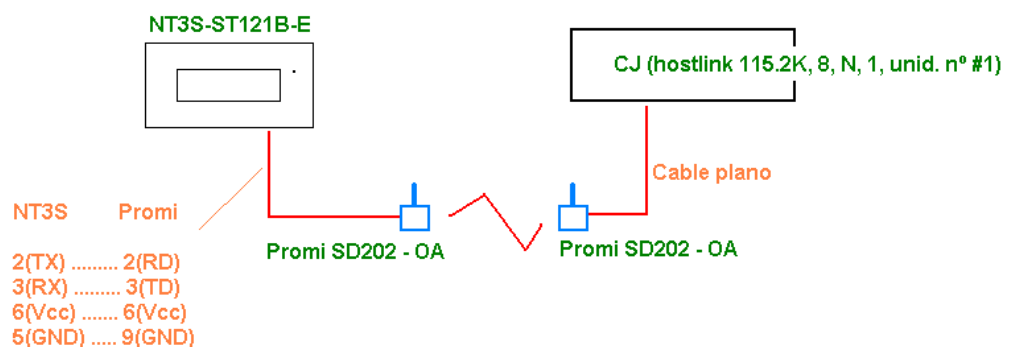 NT3S-ST121B-E
CJ (hostlink 115.2K, 8, N, 1, unid. nº #1)
Cable plano
NT3S Promi
Promi SD202 - OA
Promi SD202 - OA
2(TX) ......... 2(RD)
3(RX) ......... 3(TD)
6(Vcc) ...... 6(Vcc)
5(GND) ..... 9(GND)